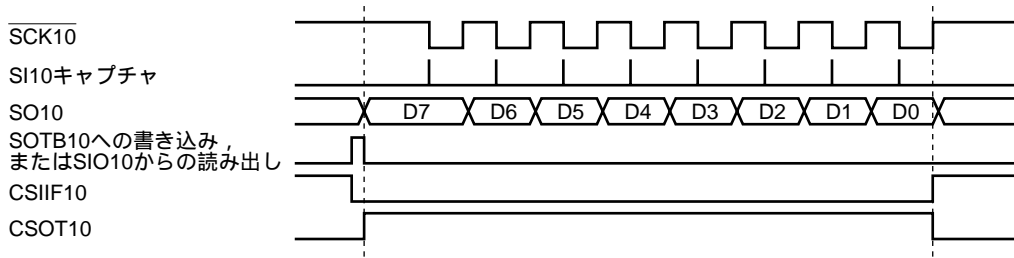 SCK10
SI10キャプチャ
SO10
D7 D6 D5 D4 D3 D2 D1 D0
SOTB10への書き込み，
またはSIO10からの読み出し
CSIIF10
CSOT10